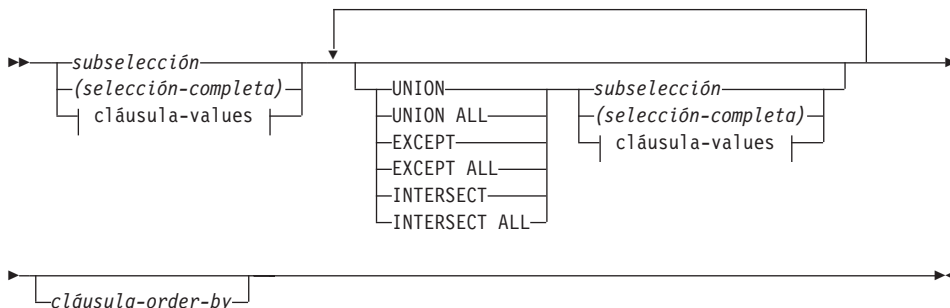 subselección
(selección-completa)
cláusula-values
UNION
UNION ALL
EXCEPT
EXCEPT ALL
INTERSECT
INTERSECT ALL
subselección
(selección-completa)
cláusula-values
cláusula-order-by